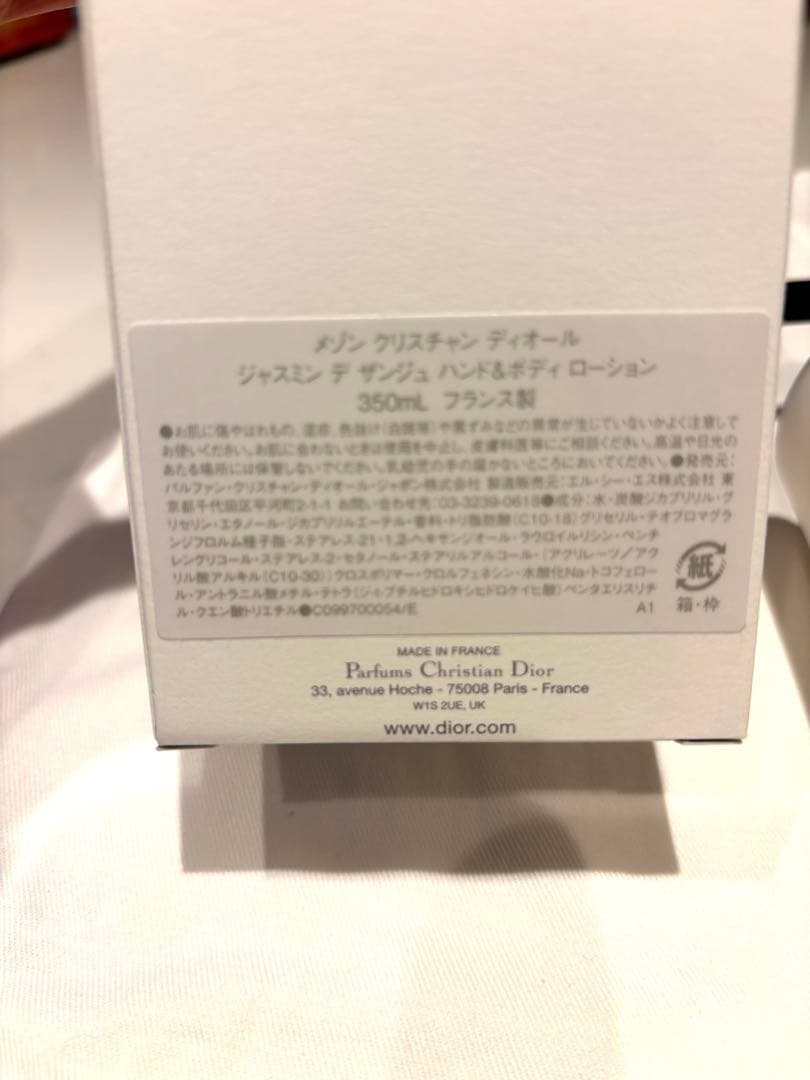 メゾン クリスチャン ディオール
ジャスミン デ ザンジュ ハンド&ボディ ローション
350mL フランス製
●お肌に傷やはれもの、湿疹、色抜け(白斑等)や黒ずみなどの異常が生じていないかよく注意して
お使いください。お肌に合わないときは使用を中止し、皮膚科医等にご相談ください。高温や日光の
あたる場所には保管しないでください。乳幼児の手の届かないところにおいてください。●発売元:
パルファン・クリスチャン・ディオール・ジャポン株式会社 製造販売元:エル・シー・エス株式会社 東
京都千代田区平河町2-1-1 お問い合わせ先:03-3239-0618●成分:水・炭酸ジカプリリル・グ
リセリン・エタノール・ジカプリリルエーテル・香料・トリ脂肪酸(C10-18)グリセリル・テオブロマグラ
ンジフロルム種子脂・ステアレス-21・1,2-ヘキサンジオール・ラウロイルリシン・ペンチ
レングリコール・ステアレス-2・セタノール・ステアリルアルコール・(アクリレーツ/アク
リル酸アルキル(C10-30))クロスポリマー・クロルフェネシン・水酸化Na・トコフェロー
ル・アントラニル酸メチル・テトラ(ジ-t-ブチルヒドロキシヒドロケイヒ酸)ペンタエリスリチ
ル・クエン酸トリエチル●C099700054/E
A1
紙
箱・枠
MADE IN FRANCE
Parfums Christian Dior
33, avenue Hoche - 75008 Paris - France
W1S 2UE, UK
www.dior.com